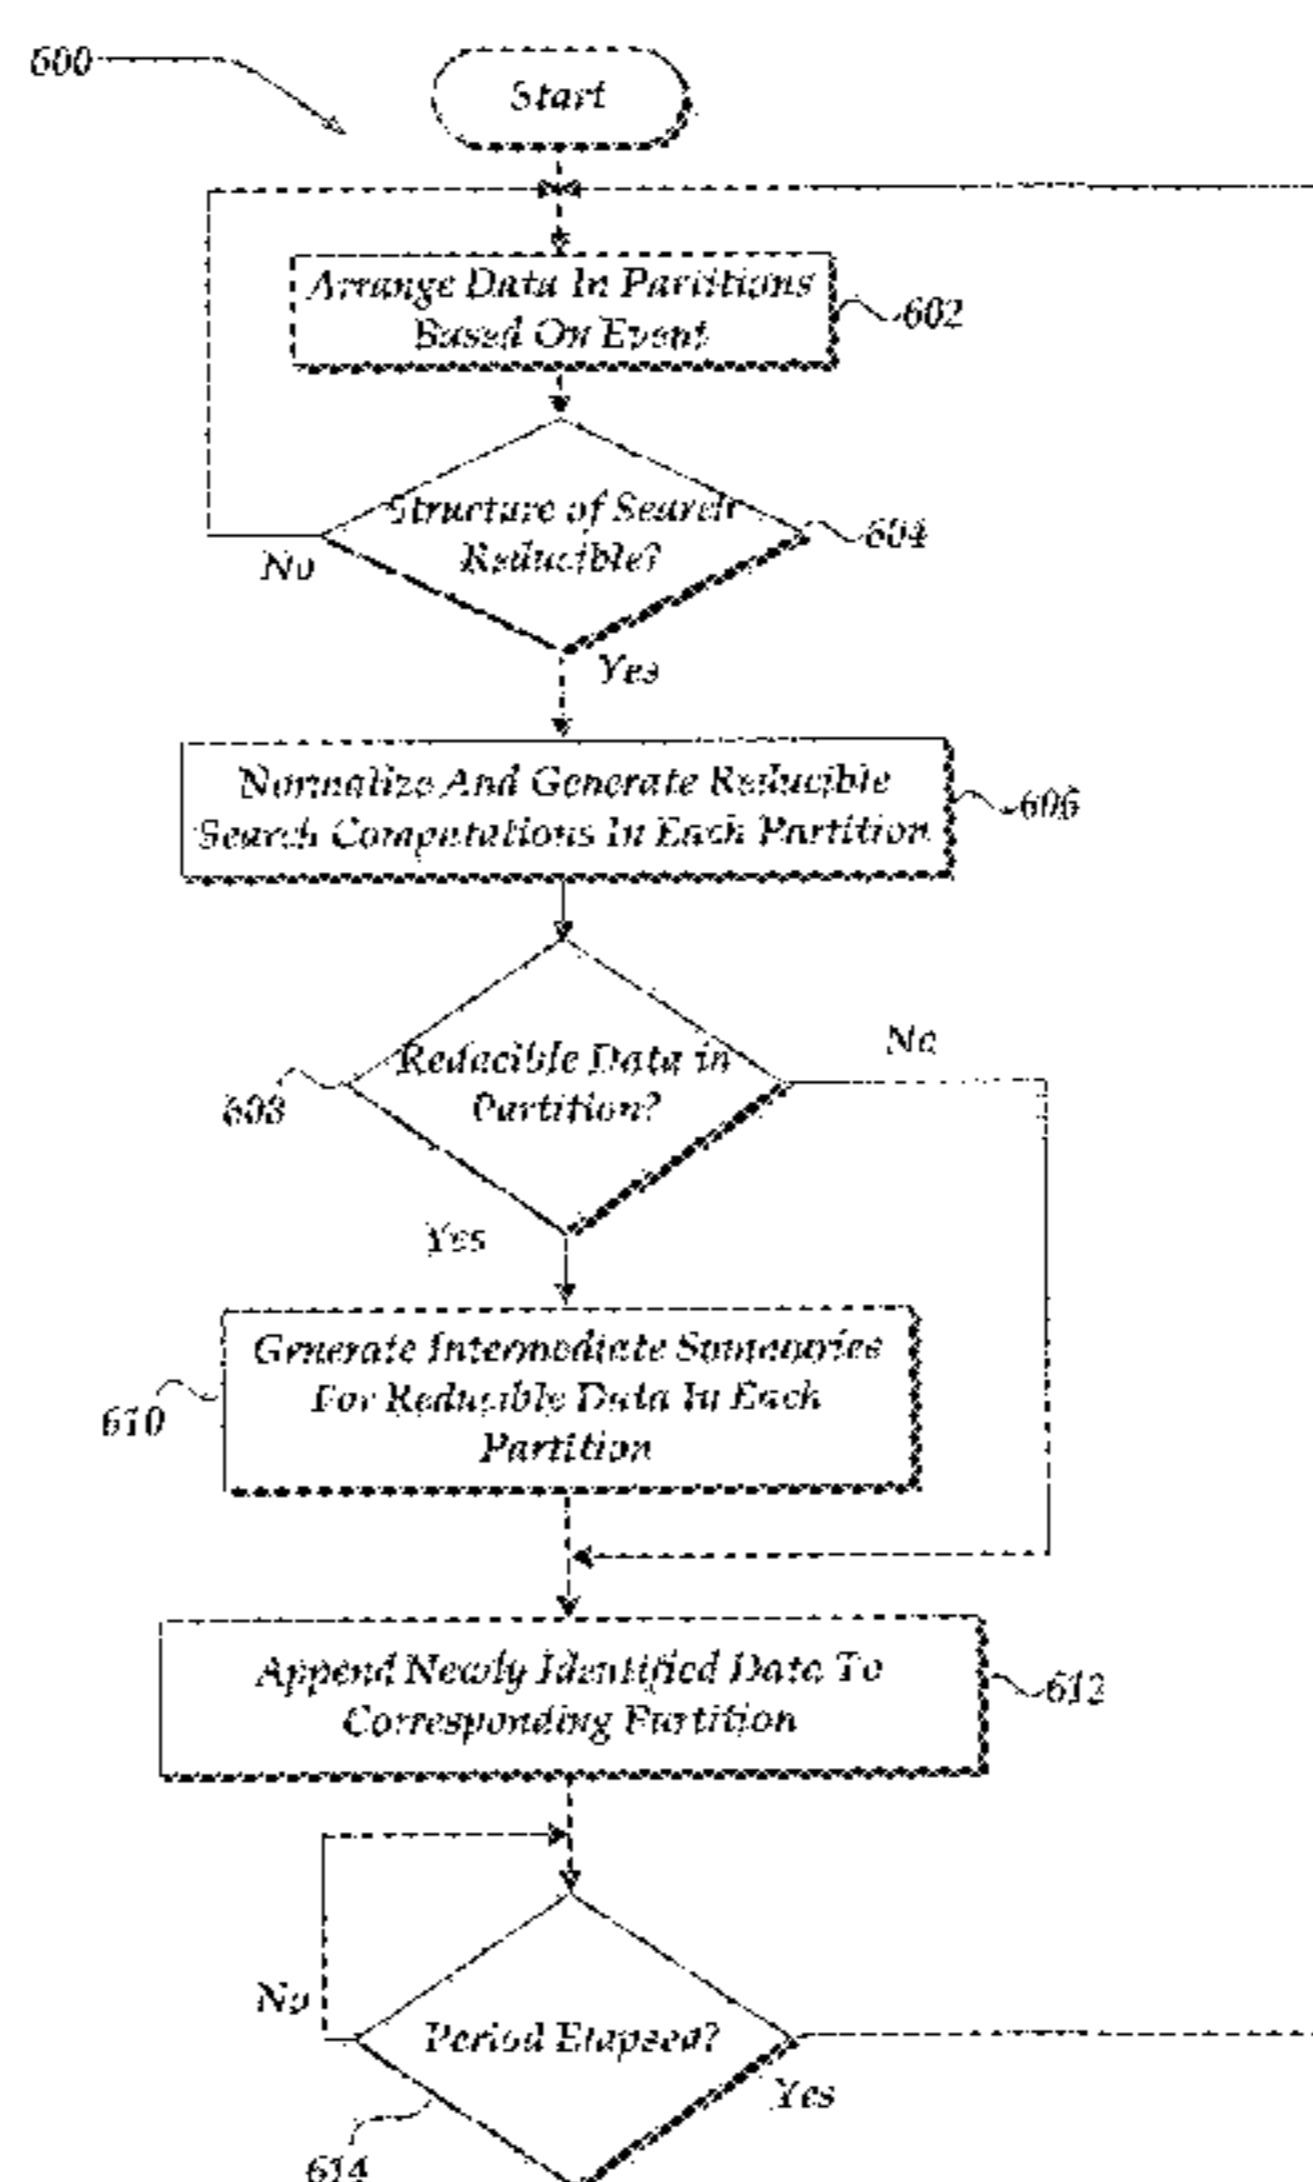 600
Start
Arrange Data In Partitions
Based On Event
602
Structure of Search
Reducible?
604
No
Yes
Normalize And Generate Reducible
Search Computations In Each Partition
606
Reducible Data in
Partition?
608
No
Yes
Generate Intermediate Summaries
For Reducible Data In Each
Partition
610
Append Newly Identified Data To
Corresponding Partition
612
No
Period Elapsed?
Yes
614